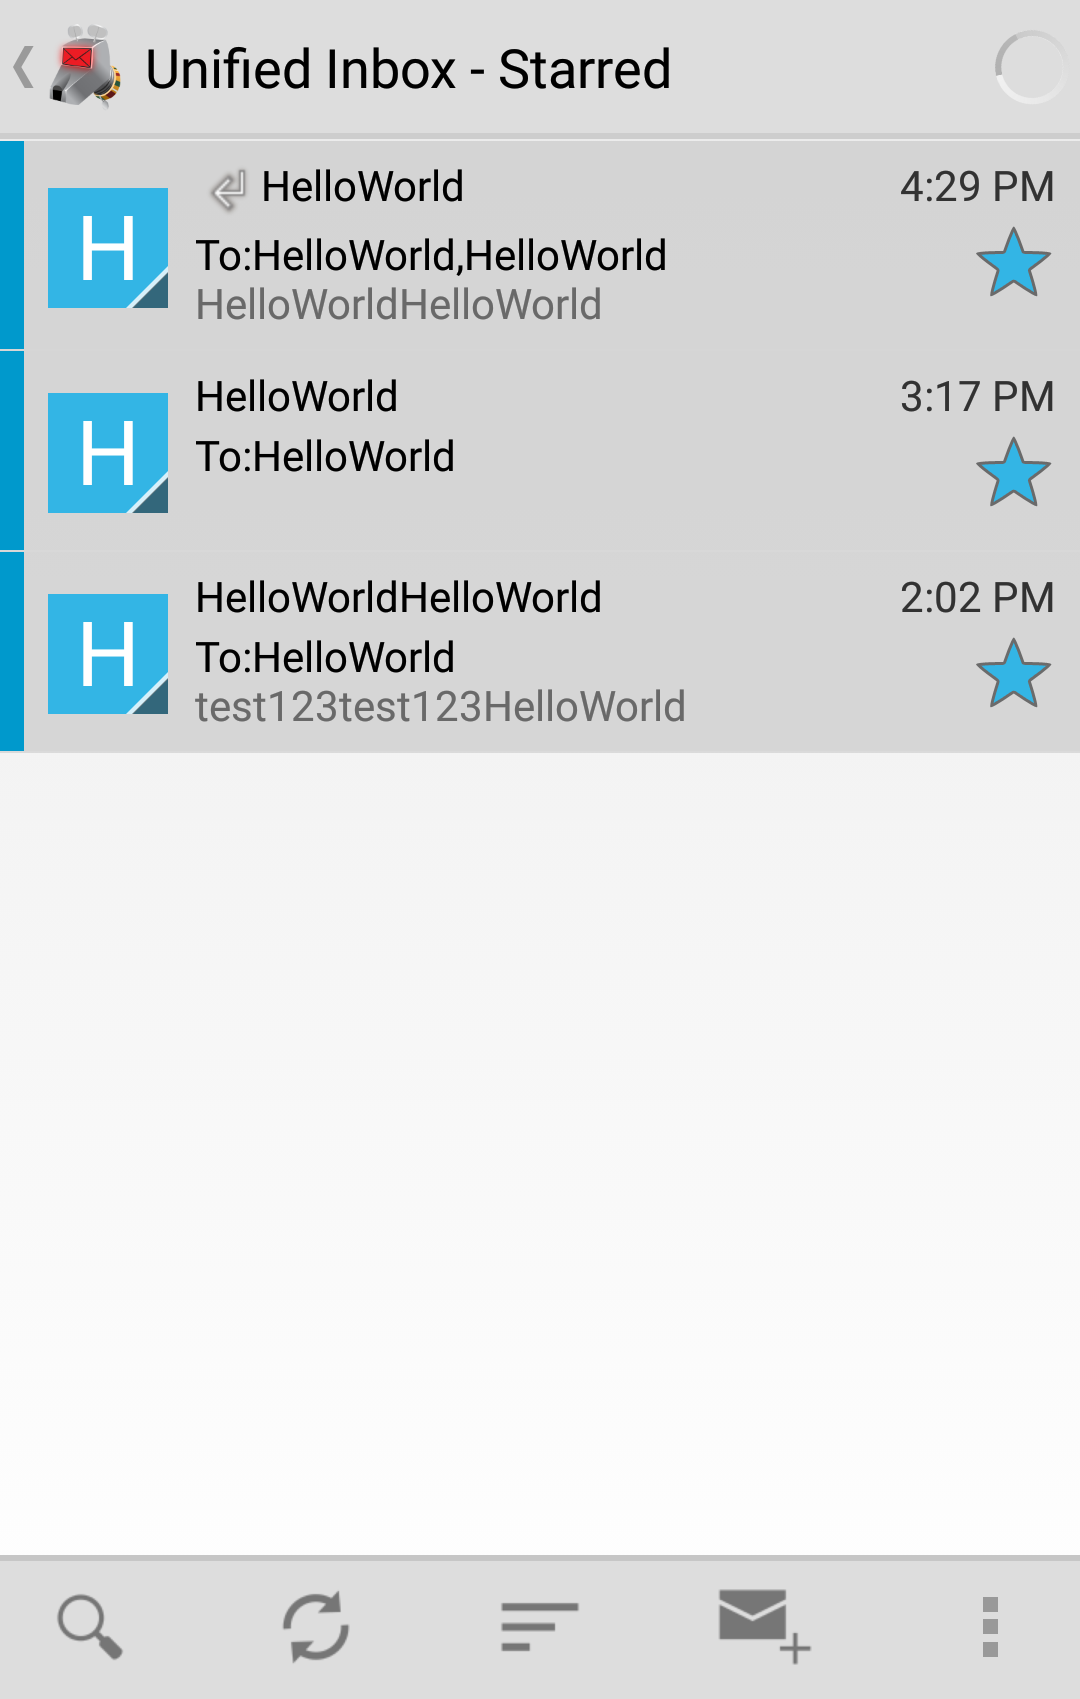 Unified Inbox - Starred
HelloWorld 4:29 PM
H
To:HelloWorld,HelloWorld
HelloWorldHelloWorld
HelloWorld 3:17 PM
H
To:HelloWorld
HelloWorldHelloWorld 2:02 PM
H
To:HelloWorld
test123test123HelloWorld